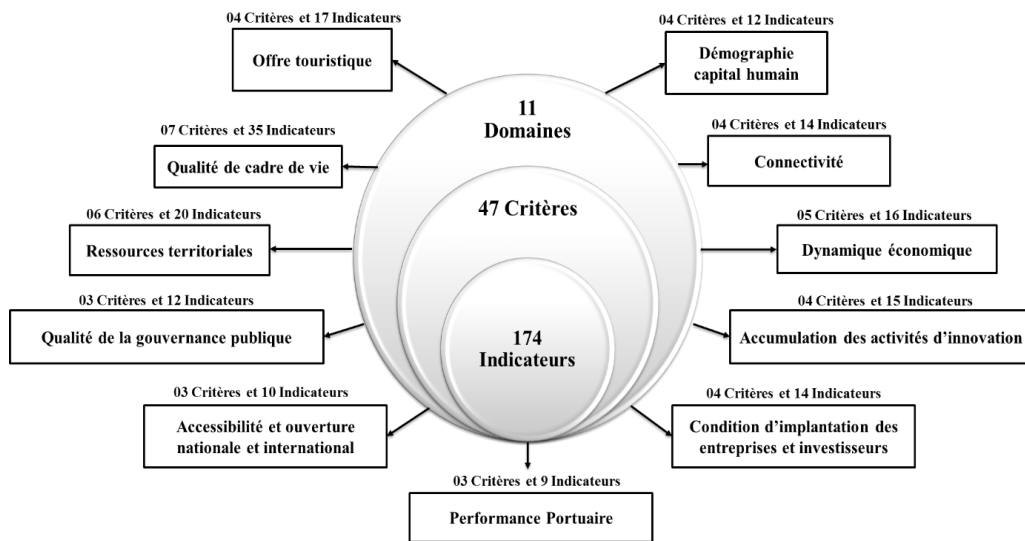 04 Critères et 17 Indicateurs
Offre touristique
04 Critères et 12 Indicateurs
Démographie
capital humain
11
Domaines
07 Critères et 35 Indicateurs
Qualité de cadre de vie
04 Critères et 14 Indicateurs
Connectivité
47 Critères
06 Critères et 20 Indicateurs
Ressources territoriales
05 Critères et 16 Indicateurs
Dynamique économique
03 Critères et 12 Indicateurs
Qualité de la gouvernance publique
04 Critères et 15 Indicateurs
Accumulation des activités d’innovation
174
Indicateurs
03 Critères et 10 Indicateurs
Accessibilité et ouverture
nationale et international
04 Critères et 14 Indicateurs
Condition d’implantation des
entreprises et investisseurs
03 Critères et 9 Indicateurs
Performance Portuaire